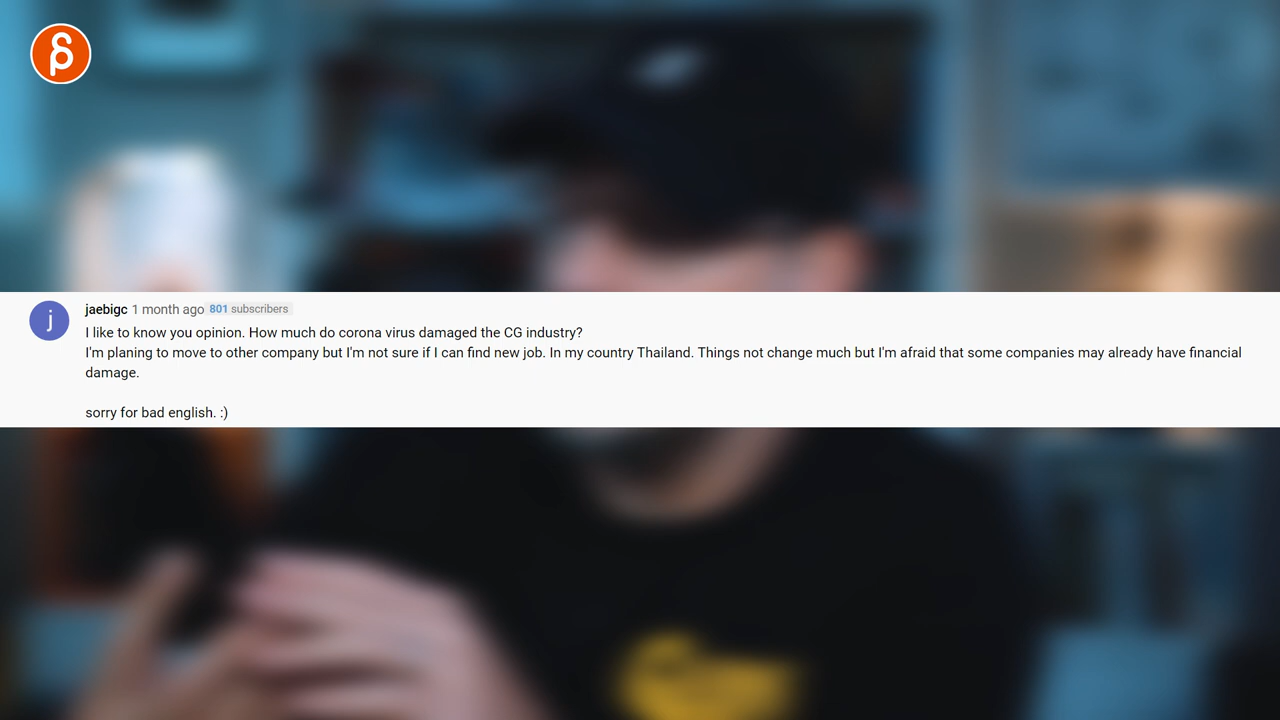 j
jaebigc 1 month ago 801 subscribers
I like to know you opinion. How much do corona virus damaged the CG industry?
I'm planing to move to other company but I'm not sure if I can find new job. In my country Thailand. Things not change much but I'm afraid that some companies may already have financial
damage.
sorry for bad english. :)